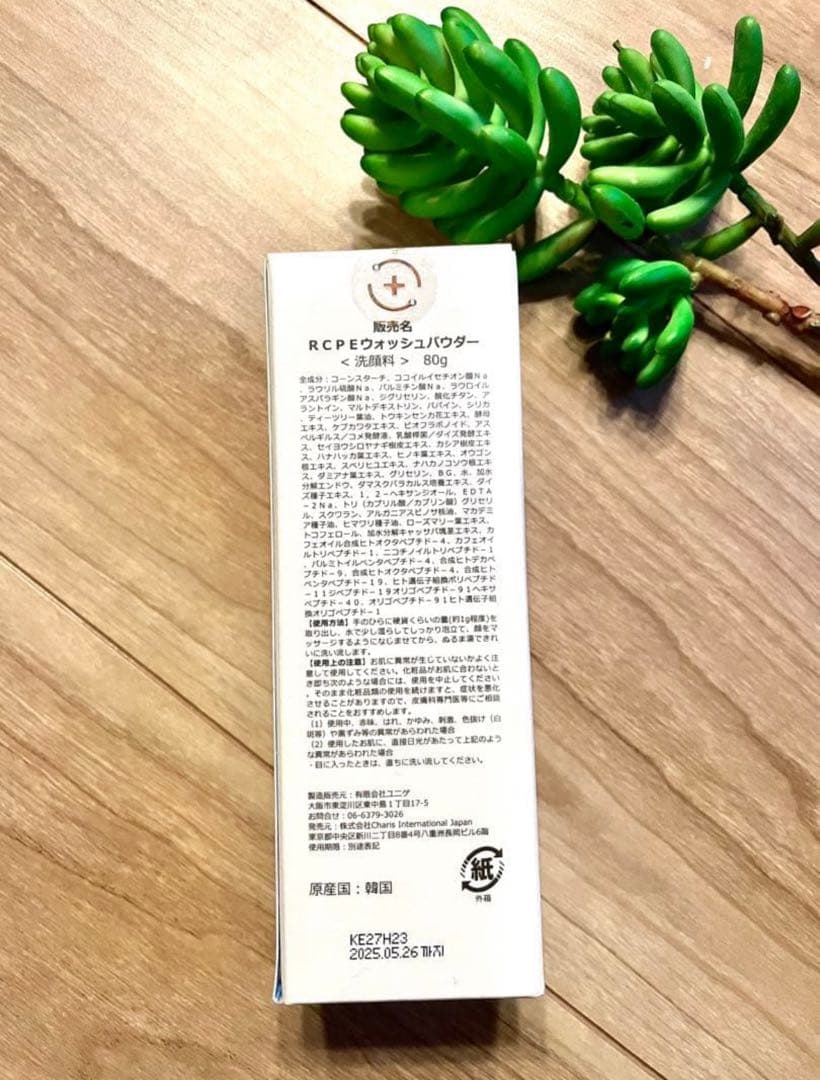 販売名
RCPEウォッシュパウダー
< 洗顔料 > 80g
全成分：コーンスターチ、ココイルイセチオン酸Na
、ラウリル硫酸Na、パルミチン酸Na、ラウロイル
アスパラギン酸Na、ジグリセリン、酸化チタン、ア
ラントイン、マルトデキストリン、パパイン、シリカ
、ティーツリー葉油、トウキンセンカ花エキス、酵母
エキス、ケブカワタエキス、ビオフラボノイド、アス
ペルギルス／コメ発酵液、乳酸桿菌／ダイズ発酵エキ
ス、セイヨウシロヤナギ樹皮エキス、カシア樹皮エキ
ス、ハナハッカ葉エキス、ヒノキ葉エキス、オウゴン
根エキス、スベリヒユエキス、ナハカノコソウ根エキ
ス、ダミアナ葉エキス、グリセリン、BG、水、加水
分解エンドウ、ダマスクバラカルス培養エキス、ダイ
ズ種子エキス、1，2－ヘキサンジオール、EDTA
－2Na、トリ（カプリル酸／カプリン酸）グリセリ
ル、スクワラン、アルガニアスピノサ核油、マカデミ
ア種子油、ヒマワリ種子油、ローズマリー葉エキス、
トコフェロール、加水分解キャッサバ塊茎エキス、カ
フェオイル合成ヒトオクタペプチド－4、カフェオイ
ルトリペプチド－1、ニコチノイルトリペプチド－1
、パルミトイルペンタペプチド－4、合成ヒトデカペ
プチド－9、合成ヒトオクタペプチド－4、合成ヒト
ペンタペプチド－19、ヒト遺伝子組換ポリペプチド
－11ジペプチド－19オリゴペプチド－91ヘキサ
ペプチド－40、オリゴペプチド－91ヒト遺伝子組
換オリゴペプチド－1
【使用方法】手のひらに硬貨くらいの量(約1g程度)を
取り出し、水で少し濡らしてしっかり泡立て、顔をマ
ッサージするようになじませてから、ぬるま湯できれ
いに洗い流します。
【使用上の注意】お肌に異常が生じていないかよく注
意して使用してください。化粧品がお肌に合わないと
き即ち次のような場合には、使用を中止してください
。そのまま化粧品類の使用を続けますと、症状を悪化
させることがありますので、皮膚科専門医等にご相談
されることをおすすめします。
（1）使用中、赤味、はれ、かゆみ、刺激、色抜け（白
斑等）や黒ずみ等の異常があらわれた場合
（2）使用したお肌に、直接日光があたって上記のよう
な異常があらわれた場合
・目に入ったときは、直ちに洗い流してください。
製造販売元：有限会社ユニゲ
大阪市東淀川区東中島1丁目17-5
お問合せ：06-6379-3026
発売元：株式会社Charis International Japan
東京都中央区新川二丁目8番4号八重洲長岡ビル6階
使用期限：別途表記
紙
外箱
原産国：韓国
KE27H23
2025.05.26 까지